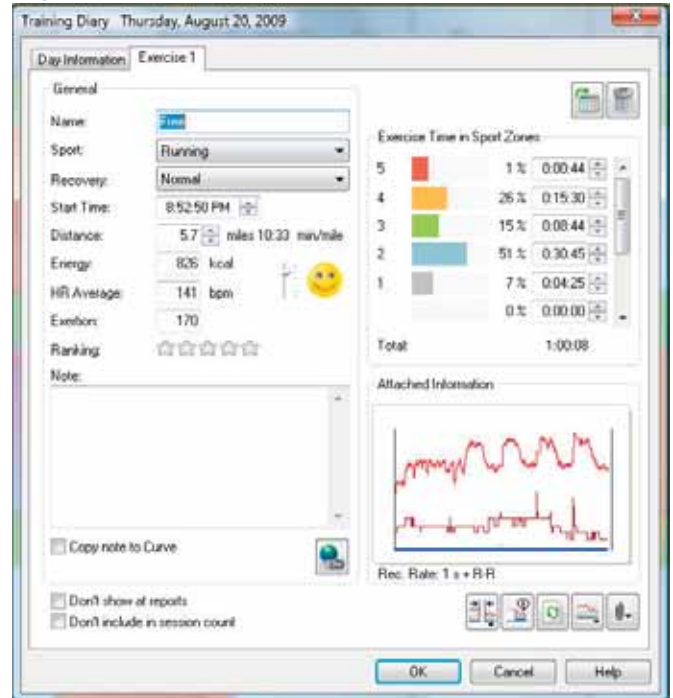 Training Diary Thursday, August 20, 2009
Day Information Exercise 1
General
Name: Free
Sport: Running
Recovery: Normal
Start Time: 8:52:50 PM
Distance: 5.7 miles 10:33 min/mile
Energy: 826 kcal
HR Average: 141 bpm
Exertion: 170
Ranking:
Note:
Copy note to Curve
Don't show at reports
Don't include in session count
Exercise Time in Sport Zones
5 1 % 0:00:44
4 26 % 0:15:30
3 15 % 0:08:44
2 51 % 0:30:45
1 7 % 0:04:25
0 % 0:00:00
Total: 1:00:08
Attached Information
Rec. Rate: 1 s + R-R
OK Cancel Help